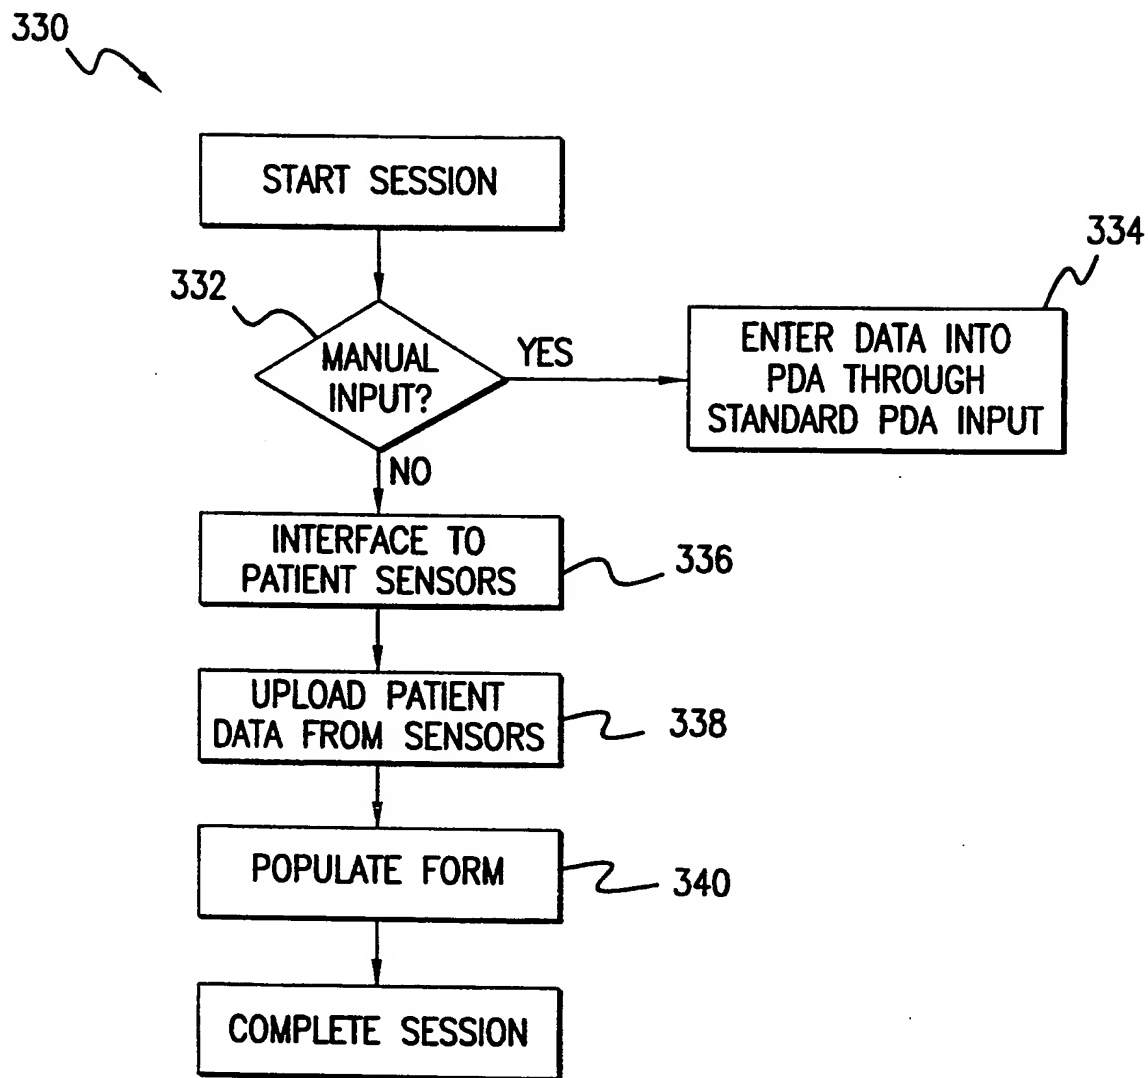 330
START SESSION
334
332
MANUAL
INPUT?
YES
ENTER DATA INTO
PDA THROUGH
STANDARD PDA INPUT
NO
INTERFACE TO
PATIENT SENSORS
336
UPLOAD PATIENT
DATA FROM SENSORS
338
POPULATE FORM
340
COMPLETE SESSION